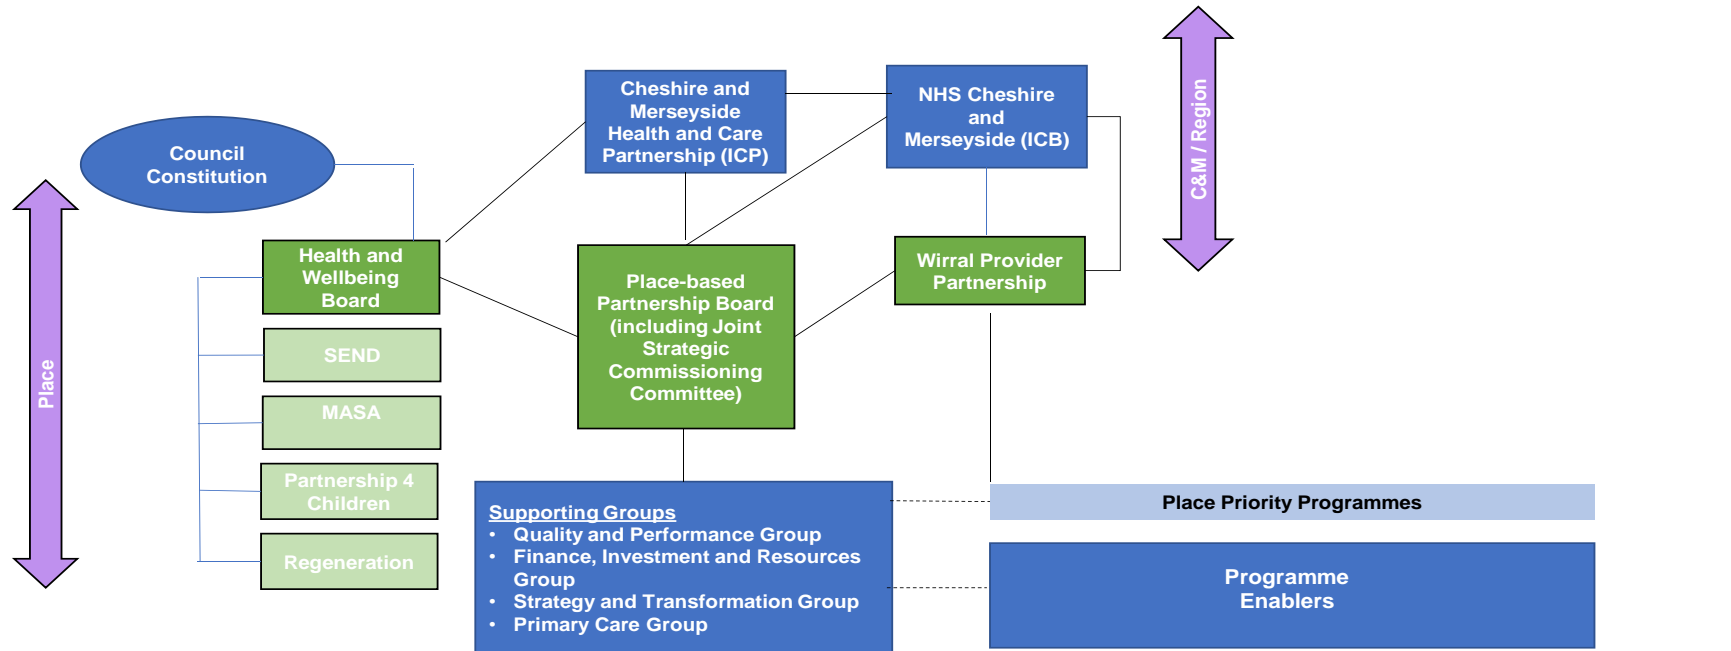 Council
Constitution
Cheshire and
Merseyside
Health and Care
Partnership (ICP)
NHS Cheshire
and
Merseyside (ICB)
C&M / Region
Place
Health and
Wellbeing
Board
SEND
MASA
Partnership 4
Children
Regeneration
Place-based
Partnership Board
(including Joint
Strategic
Commissioning
Committee)
Wirral Provider
Partnership
Supporting Groups
• Quality and Performance Group
• Finance, Investment and Resources
Group
• Strategy and Transformation Group
• Primary Care Group
Place Priority Programmes
Programme
Enablers